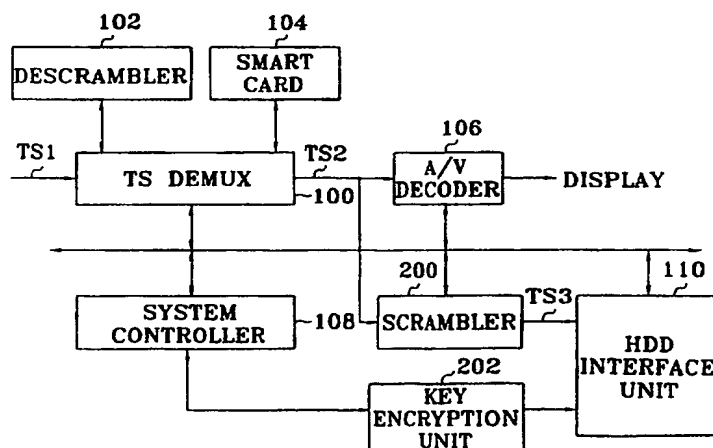 102
104
DESCRAMBLER
SMART
CARD
TS1
TS DEMUX
100
TS2
106
A/V
DECODER
DISPLAY
SYSTEM
CONTROLLER
108
200
SCRAMBLER
TS3
110
HDD
INTERFACE
UNIT
202
KEY
ENCRYPTION
UNIT